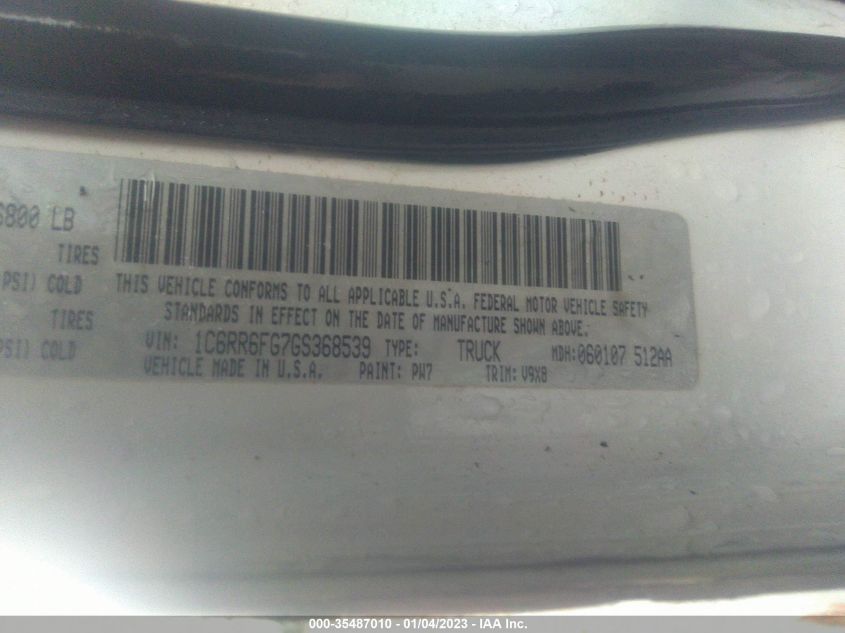 6800 LB
TIRES
PSI) COLD
TIRES
PSI) COLD
THIS VEHICLE CONFORMS TO ALL APPLICABLE U.S.A. FEDERAL MOTOR VEHICLE SAFETY
STANDARDS IN EFFECT ON THE DATE OF MANUFACTURE SHOWN ABOVE.
VIN: 1C6RR6FG7GS368539 TYPE: TRUCK MDH:060107 512AA
VEHICLE MADE IN U.S.A. PAINT: PW7 TRIM: V9X8
000-35487010 - 01/04/2023 - IAA Inc.